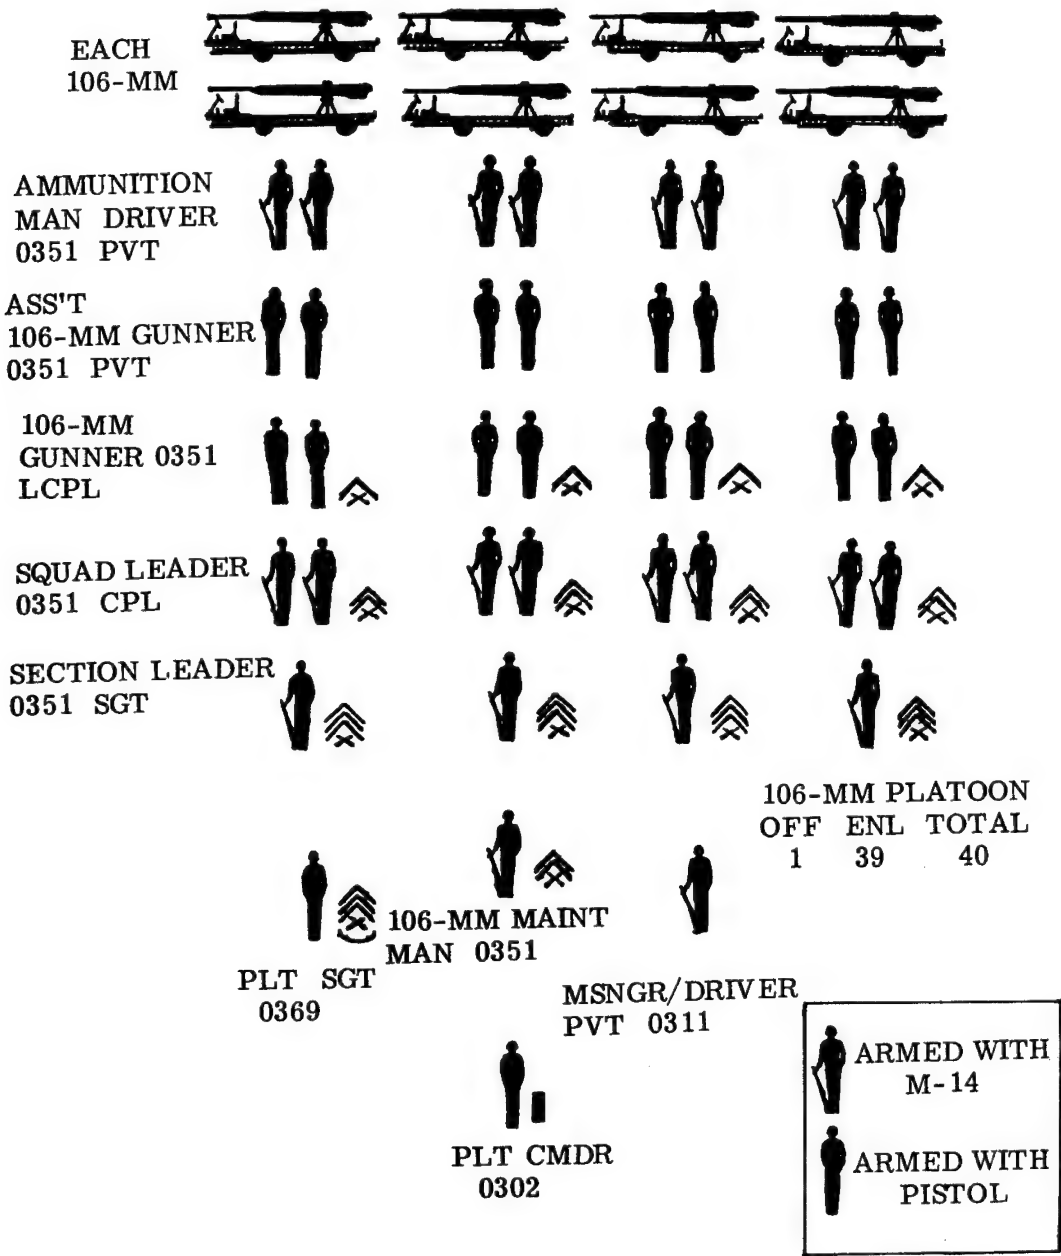 EACH
106-MM
AMMUNITION
MAN DRIVER
0351 PVT
ASS'T
106-MM GUNNER
0351 PVT
106-MM
GUNNER 0351
LCPL
SQUAD LEADER
0351 CPL
SECTION LEADER
0351 SGT
106-MM PLATOON
OFF ENL TOTAL
1 39 40
106-MM MAINT
MAN 0351
PLT SGT
0369
MSNGR/DRIVER
PVT 0311
PLT CMDR
0302
ARMED WITH
M-14
ARMED WITH
PISTOL